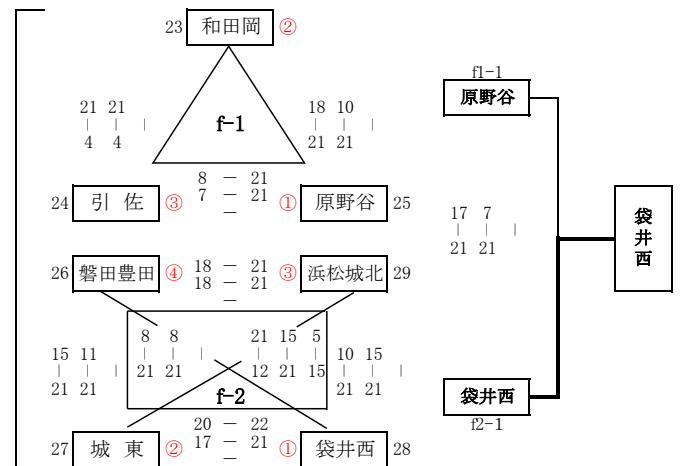 23 和田岡 ②
f1-1
原野谷
21 21
| | |
4 4
f-1
18 10
| | |
21 21
8 － 21
7 － 21
－
24 引 佐 ③
① 原野谷 25
17 7
| | |
21 21
袋井西
26 磐田豊田 ④
18 － 21
18 － 21
－
③ 浜松城北 29
8 8
| | |
21 21
21 15 5
| | |
12 21 15
15 11
| | |
21 21
10 15
| | |
21 21
f-2
袋井西
f2-1
20 － 22
17 － 21
－
27 城 東 ②
① 袋井西 28